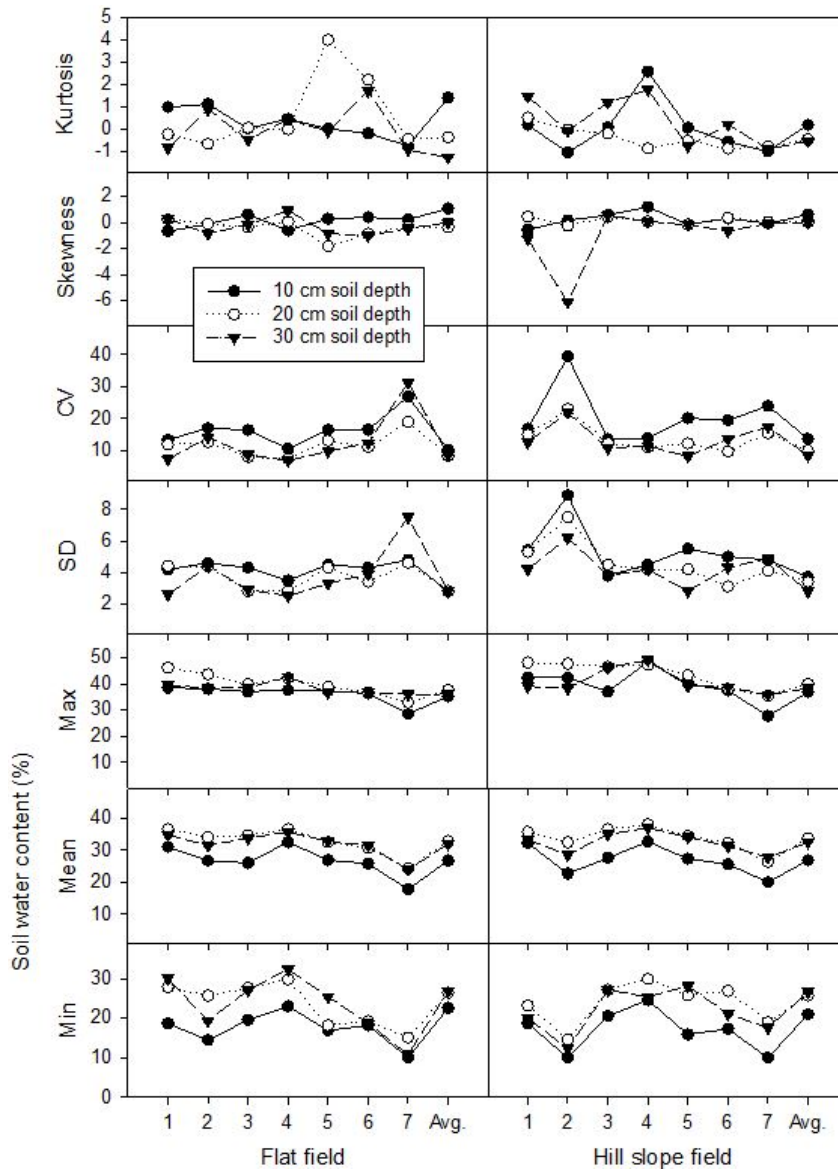 5
4
3
2
1
0
-1
Kurtosis
2
0
-2
-4
-6
Skewness
10 cm soil depth
20 cm soil depth
30 cm soil depth
40
30
20
10
CV
8
6
4
2
SD
50
40
30
20
10
Max
40
30
20
10
Mean
30
20
10
0
Min
Soil water content (%)
1 2 3 4 5 6 7 Avg. 1 2 3 4 5 6 7 Avg.
Flat field Hill slope field